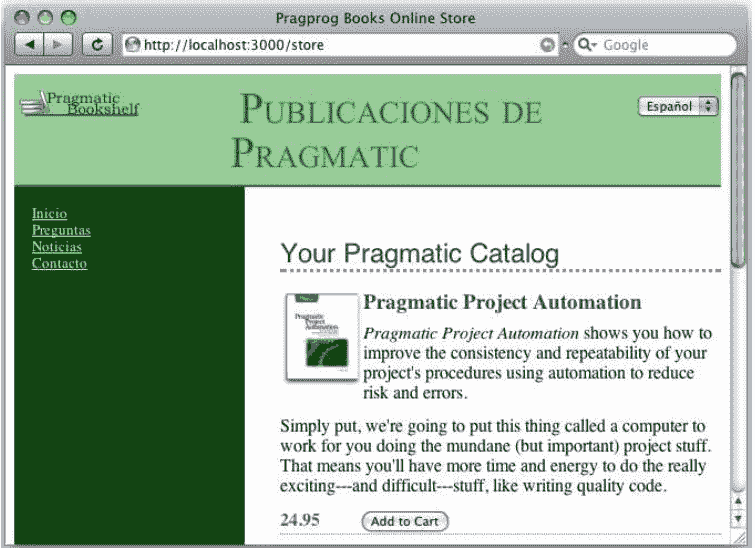 Pragprog Books Online Store
http://localhost:3000/store
Google
Pragmatic
Bookshelf
PUBLICACIONES DE
PRAGMATIC
Español
Inicio
Preguntas
Noticias
Contacto
Your Pragmatic Catalog
Pragmatic
Project
Automation
Pragmatic Project Automation
Pragmatic Project Automation shows you how to
improve the consistency and repeatability of your
project's procedures using automation to reduce
risk and errors.
Simply put, we're going to put this thing called a computer to
work for you doing the mundane (but important) project stuff.
That means you'll have more time and energy to do the really
exciting---and difficult---stuff, like writing quality code.
24.95
Add to Cart